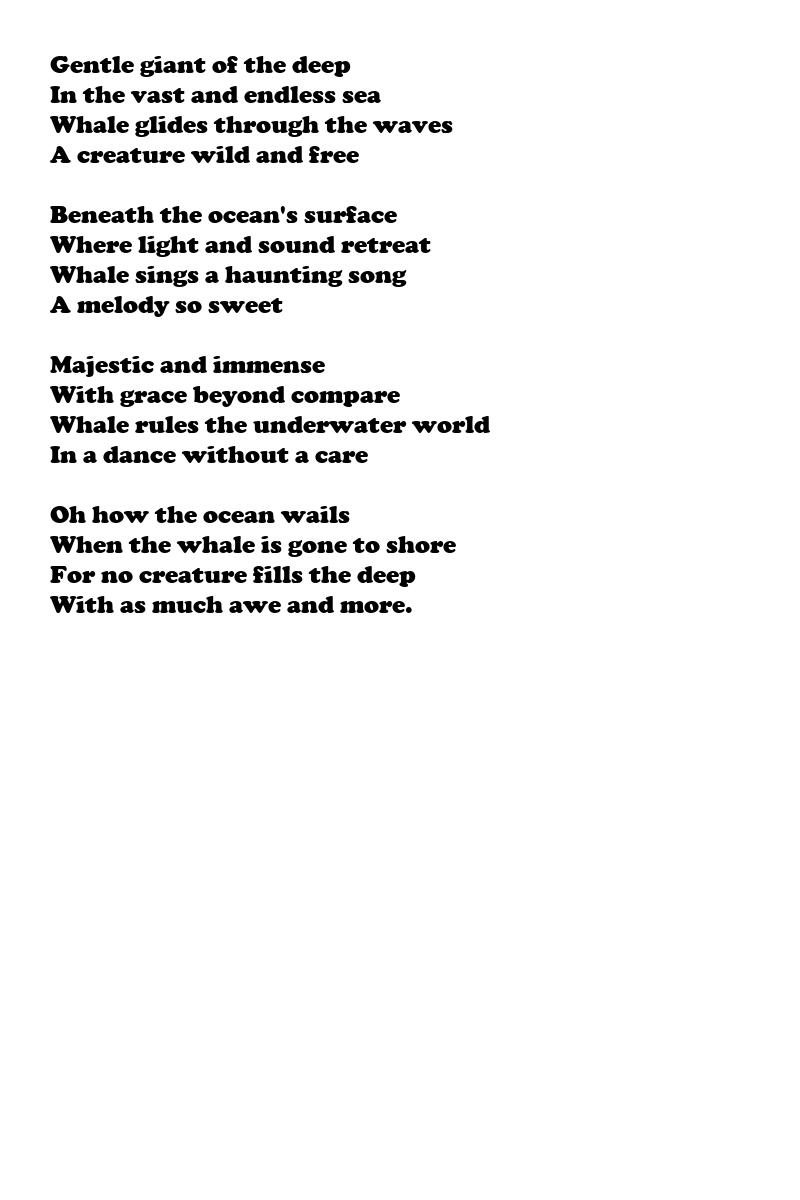 Gentle giant of the deep
In the vast and endless sea
Whale glides through the waves
A creature wild and free

Beneath the ocean's surface
Where light and sound retreat
Whale sings a haunting song
A melody so sweet

Majestic and immense
With grace beyond compare
Whale rules the underwater world
In a dance without a care

Oh how the ocean wails
When the whale is gone to shore
For no creature fills the deep
With as much awe and more.